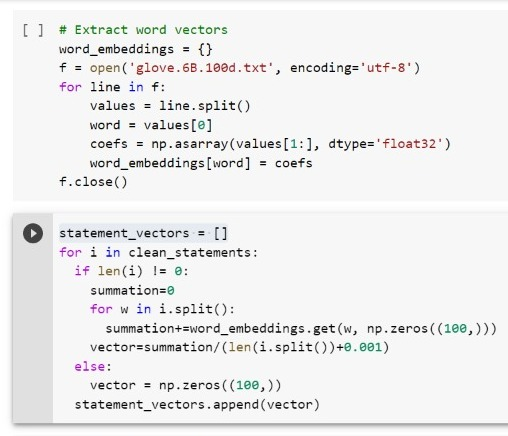 [ ] # Extract word vectors
word_embeddings = {}
f = open('glove.6B.100d.txt', encoding='utf-8')
for line in f:
    values = line.split()
    word = values[0]
    coefs = np.asarray(values[1:], dtype='float32')
    word_embeddings[word] = coefs
f.close()
statement_vectors = []
for i in clean_statements:
  if len(i) != 0:
    summation=0
    for w in i.split():
      summation+=word_embeddings.get(w, np.zeros((100,)))
    vector=summation/(len(i.split())+0.001)
  else:
    vector = np.zeros((100,))
  statement_vectors.append(vector)